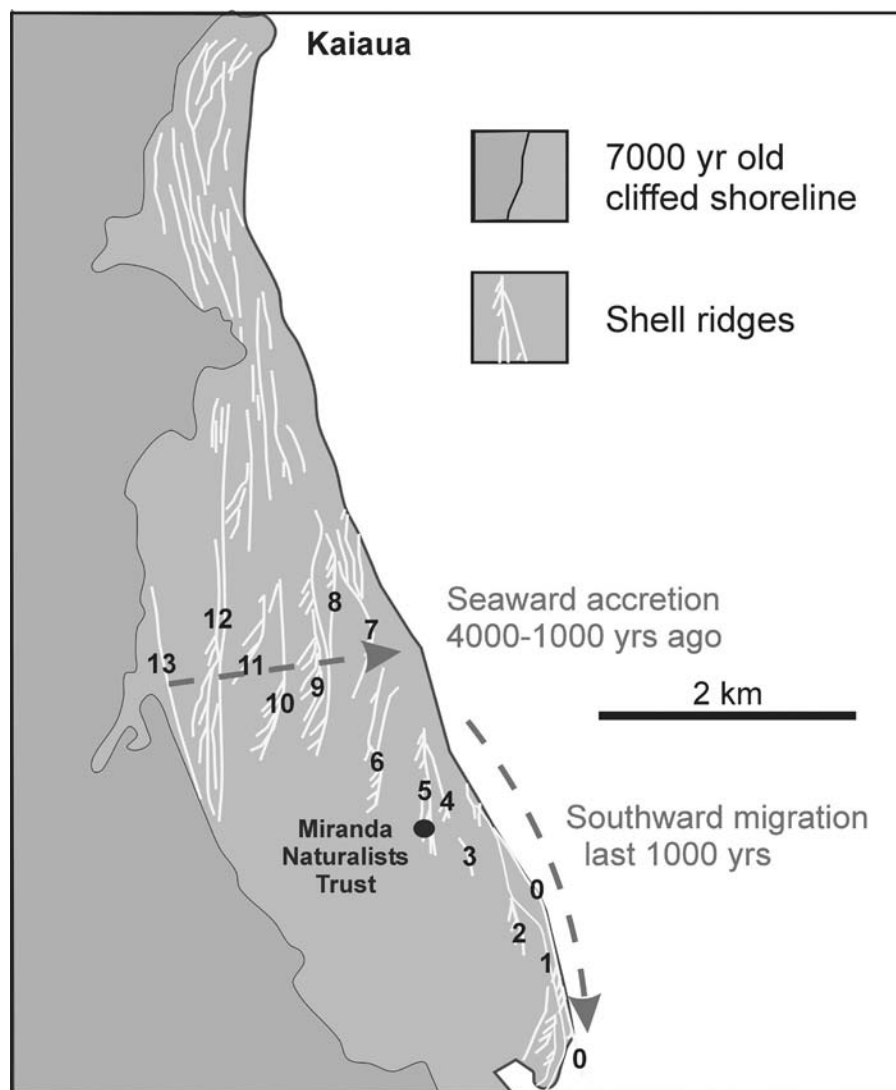 Kaiaua
7000 yr old
cliffed shoreline
Shell ridges
Seaward accretion
4000-1000 yrs ago
2 km
Southward migration
last 1000 yrs
13
12
11
10
9
8
7
6
5
4
Miranda
Naturalists
Trust
3
0
2
1
0